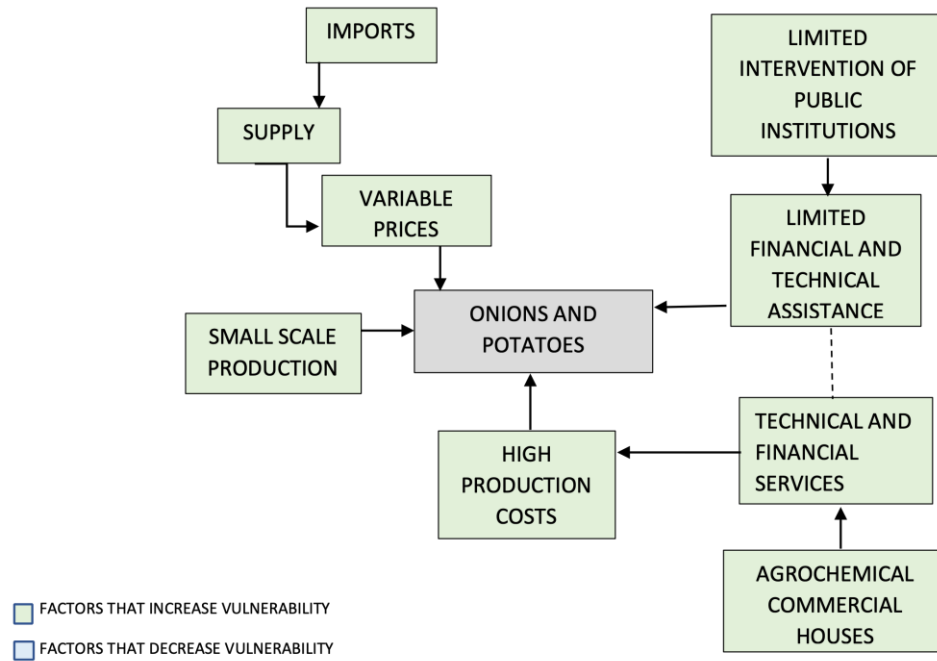 IMPORTS
LIMITED
INTERVENTION OF
PUBLIC
INSTITUTIONS
SUPPLY
VARIABLE
PRICES
LIMITED
FINANCIAL AND
TECHNICAL
ASSISTANCE
ONIONS AND
POTATOES
SMALL SCALE
PRODUCTION
TECHNICAL AND
FINANCIAL
SERVICES
HIGH
PRODUCTION
COSTS
AGROCHEMICAL
COMMERCIAL
HOUSES
FACTORS THAT INCREASE VULNERABILITY
FACTORS THAT DECREASE VULNERABILITY